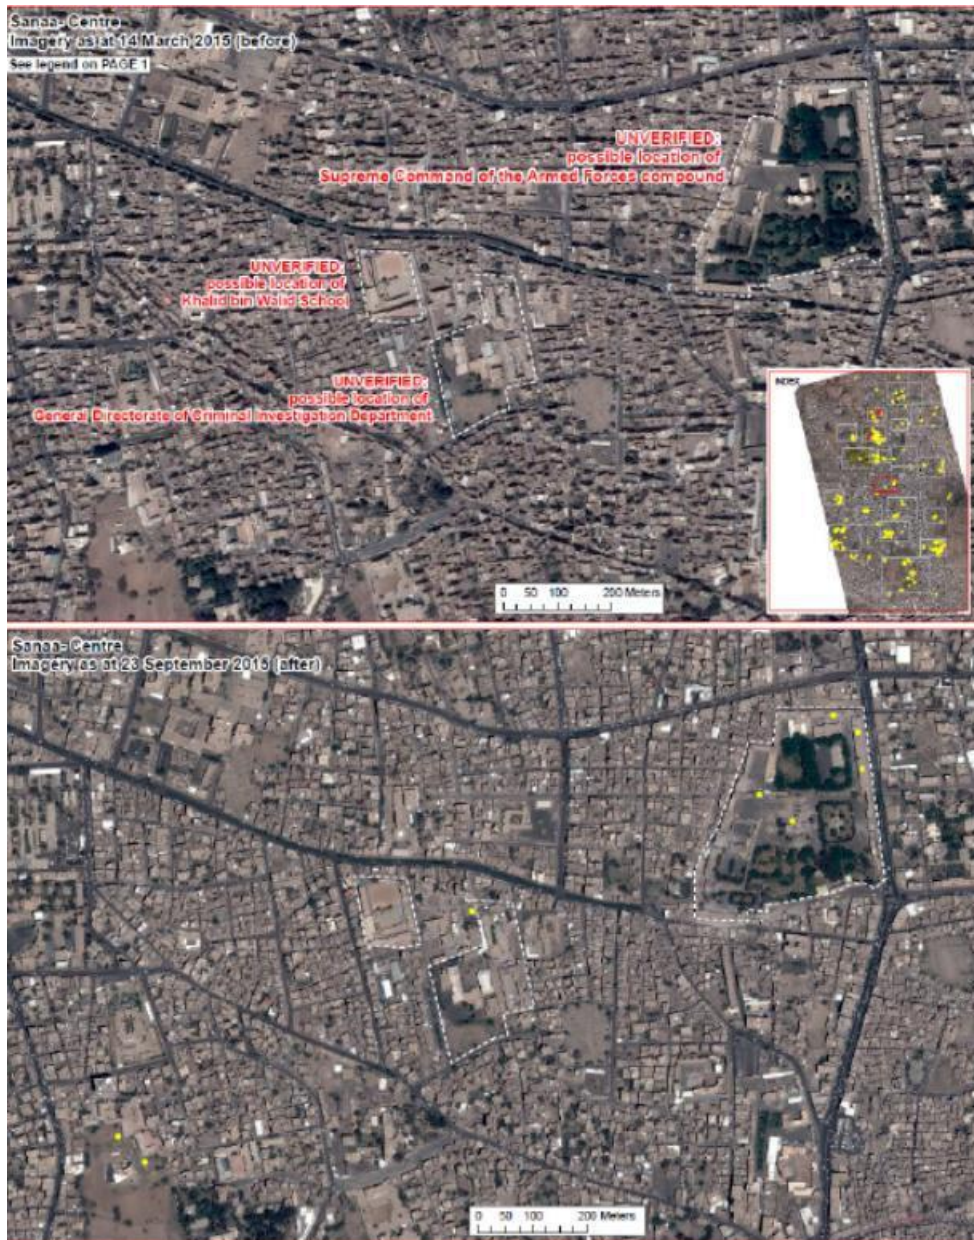 Sanaa- Centre
Imagery as at 14 March 2015 (before)
See legend on PAGE 1
UNVERIFIED:
possible location of
Supreme Command of the Armed Forces compound
UNVERIFIED:
possible location of
Khalid bin Walid School
UNVERIFIED:
possible location of
General Directorate of Criminal Investigation Department
INDEX
0 50 100 200 Meters
Sanaa- Centre
Imagery as at 23 September 2015 (after)
0 50 100 200 Meters